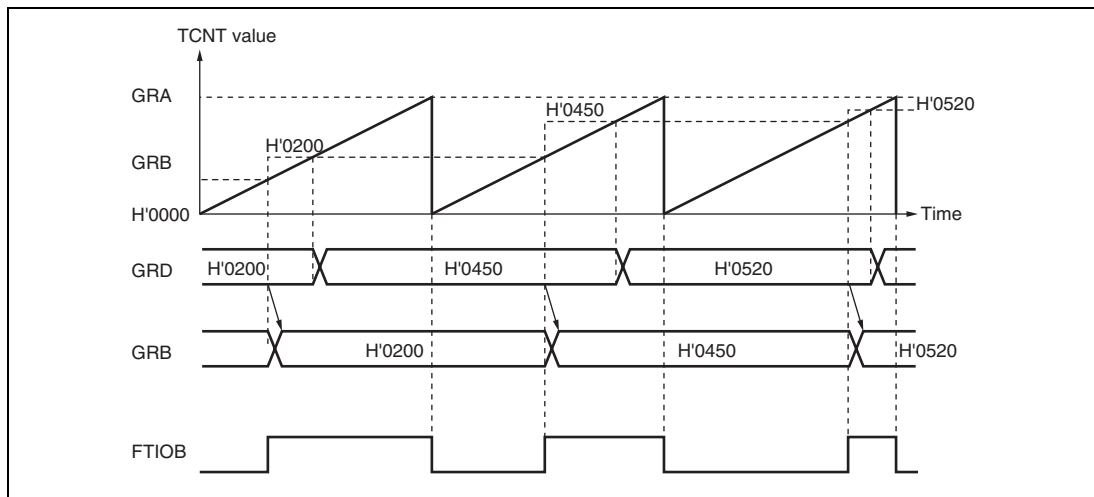 TCNT value
GRA
H'0450
H'0520
H'0200
GRB
H'0000
Time
GRD
H'0200
H'0450
H'0520
GRB
H'0200
H'0450
H'0520
FTIOB